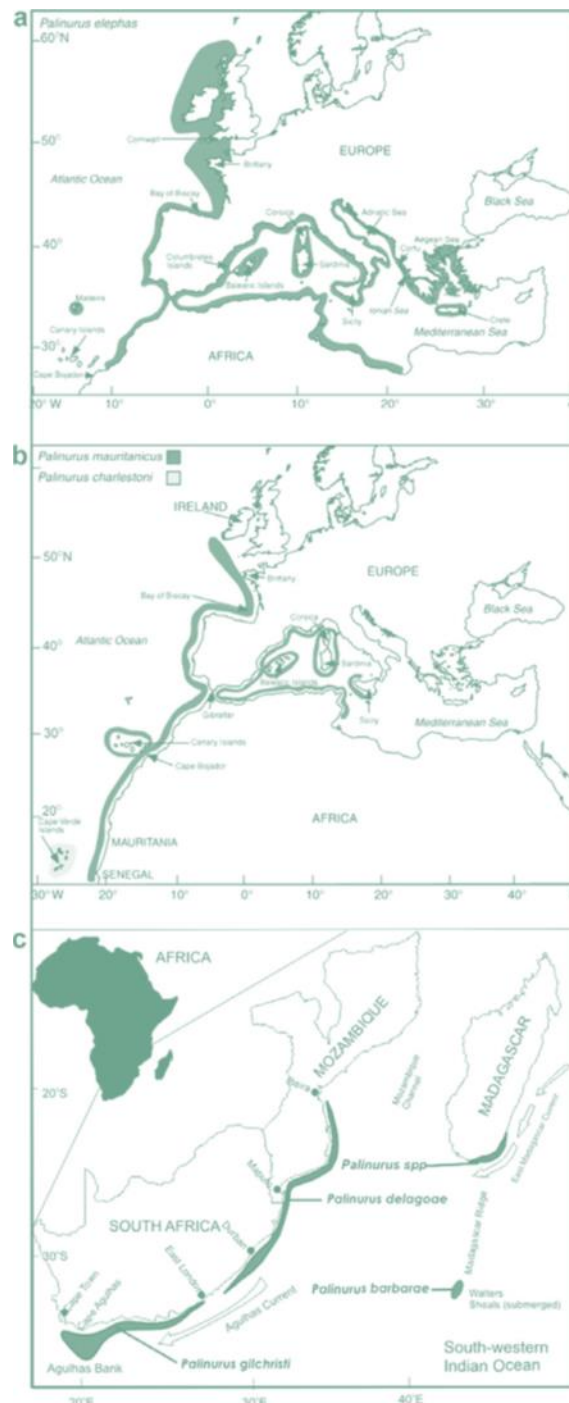 a
Palinurus elephas
60°N
Cornwall
50°
Brittany
EUROPE
Atlantic Ocean
Black Sea
Bay of Biscay
Corsica
Adriatic Sea
40°
Columbretes
Islands
Corfu
Aegean Sea
Balearic Islands
Sardinia
Madeira
Ionian Sea
Crete
Canary Islands
Sicily
Mediterranean Sea
30°
AFRICA
Cape Bojador
20° W
10°
0°
10°
20°
30°
b
Palinurus mauritanicus
Palinurus charlestoni
IRELAND
50°N
Brittany
EUROPE
Bay of Biscay
Black Sea
Corsica
Atlantic Ocean
40°
Sardinia
Balearic Islands
Gibraltar
Sicily
Mediterranean Sea
30°
Canary Islands
Cape Bojador
20°
Cape Verde
Islands
AFRICA
MAURITANIA
SENEGAL
30° W
20°
10°
0°
10°
20°
30°
40°
c
AFRICA
MOZAMBIQUE
MADAGASCAR
20°S
Beira
Mozambique
Channel
East Madagascar Current
Palinurus spp
Maputo
Palinurus delagoae
SOUTH AFRICA
Madagascar Ridge
Durban
30°S
East London
Palinurus barbarae
Walters
Shoals (submerged)
Cape Town
Cape Agulhas
Agulhas Current
Agulhas Bank
Palinurus gilchristi
South-western
Indian Ocean
20°E
30°E
40°E